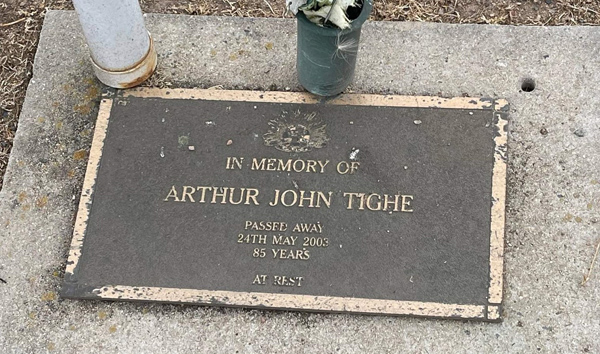 IN MEMORY OF
ARTHUR JOHN TIGHE
PASSED AWAY
24TH MAY 2003
85 YEARS
AT REST